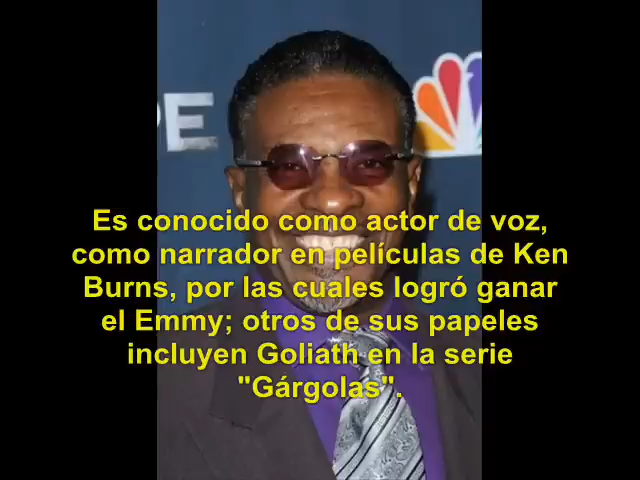 PE
Es conocido como actor de voz,
como narrador en películas de Ken
Burns, por las cuales logró ganar
el Emmy; otros de sus papeles
incluyen Goliath en la serie
"Gárgolas".